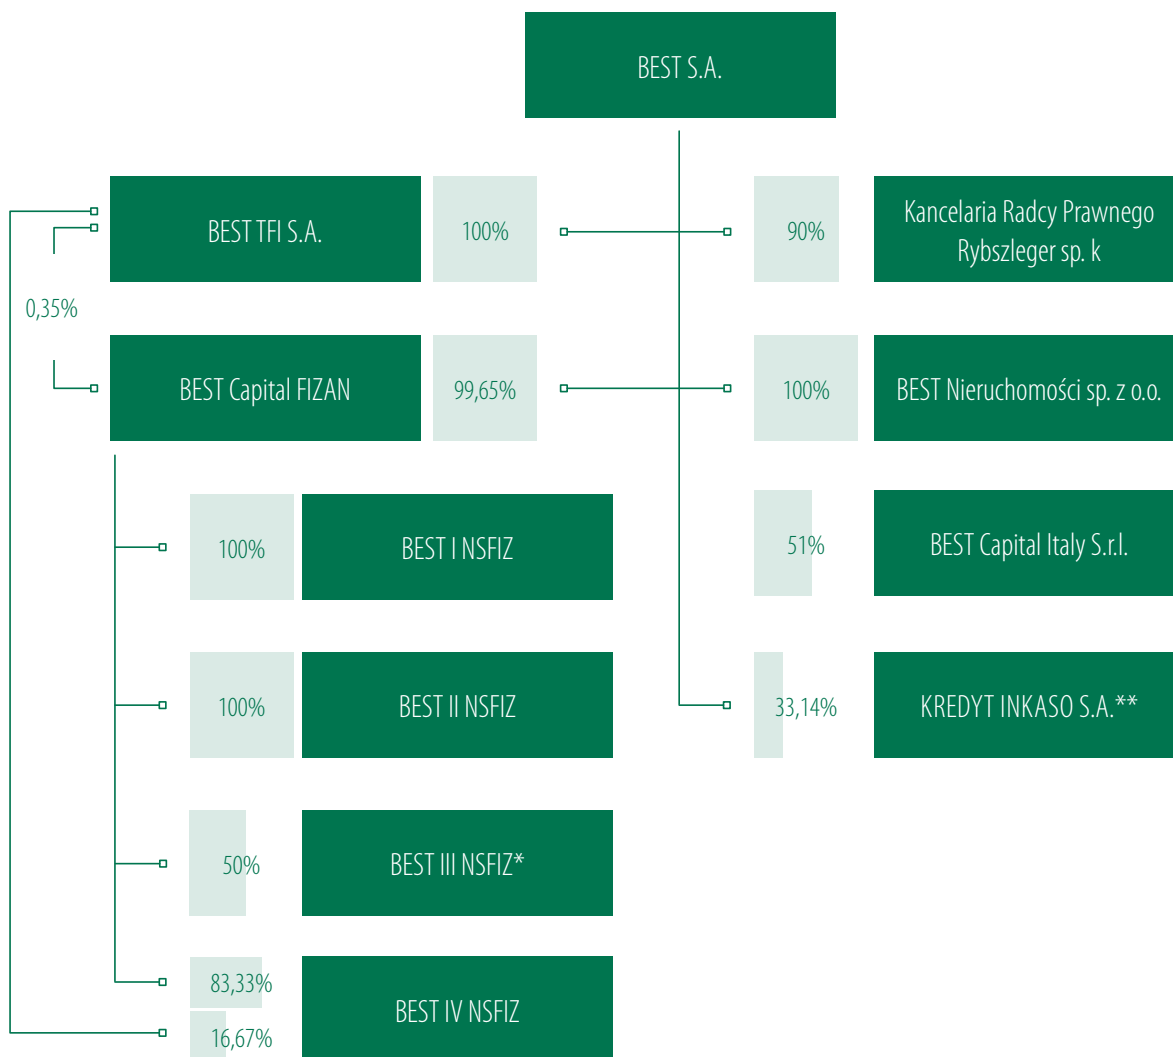 BEST S.A.
BEST TFI S.A.
100%
90%
Kancelaria Radcy Prawnego
Rybszleger sp. k
0,35%
BEST Capital FIZAN
99,65%
100%
BEST Nieruchomości sp. z o.o.
100%
BEST I NSFIZ
51%
BEST Capital Italy S.r.l.
100%
BEST II NSFIZ
33,14%
KREDYT INKASO S.A.**
50%
BEST III NSFIZ*
83,33%
BEST IV NSFIZ
16,67%